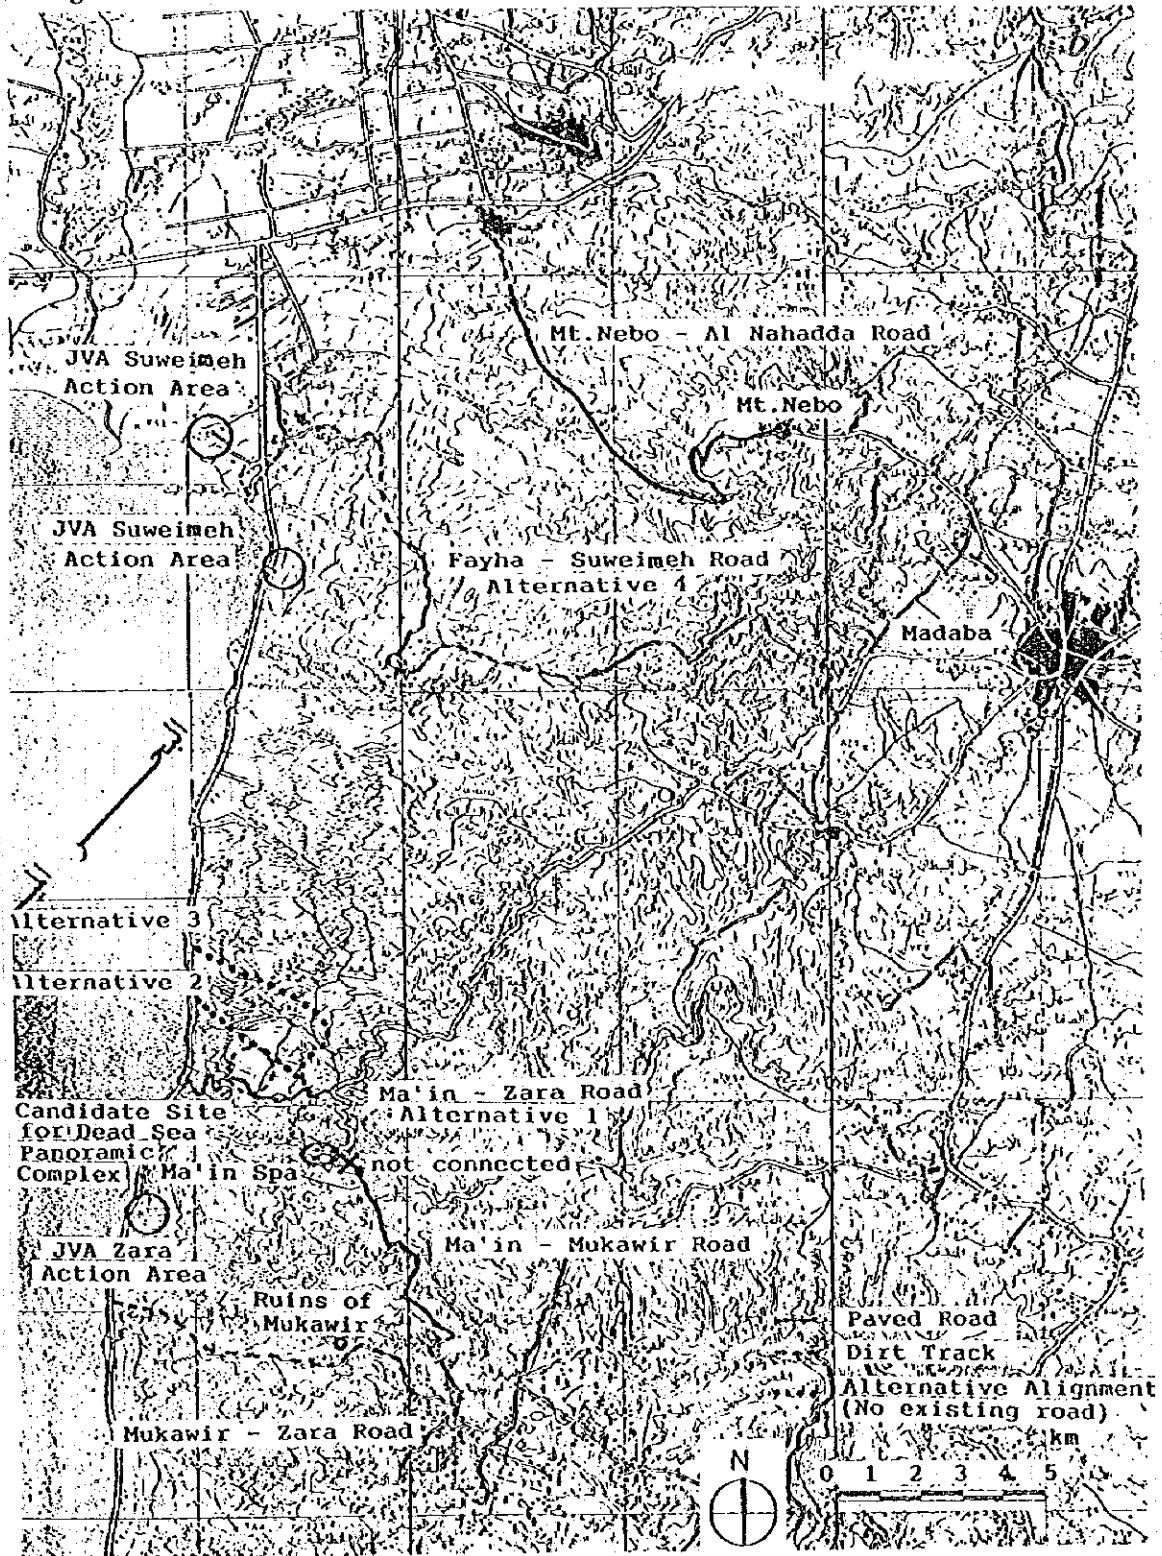 Mt.Nebo - Al Nahadda Road
JVA Suweimeh
Action Area
Mt.Nebo
JVA Suweimeh
Action Area
Fayha - Suweimeh Road
Alternative 4
Madaba
Alternative 3
Alternative 2
Ma'in - Zara Road
Alternative 1
Candidate Site
for Dead Sea
Panoramic
Complex
Ma'in Spa
not connected
JVA Zara
Action Area
Ma'in - Mukawir Road
Ruins of
Mukawir
Mukawir - Zara Road
Paved Road
Dirt Track
Alternative Alignment
(No existing road)
km
N
0 1 2 3 4 5